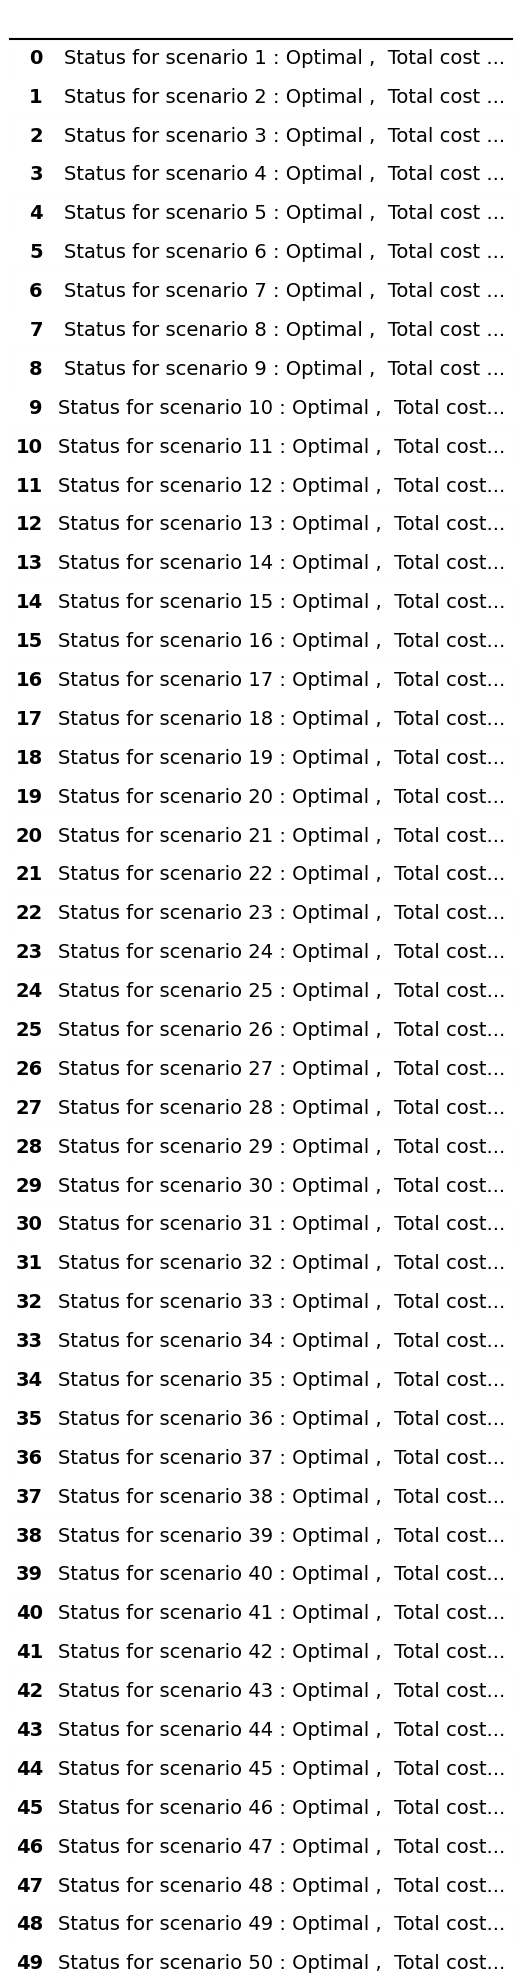 0 Status for scenario 1 : Optimal , Total cost ...
1 Status for scenario 2 : Optimal , Total cost ...
2 Status for scenario 3 : Optimal , Total cost ...
3 Status for scenario 4 : Optimal , Total cost ...
4 Status for scenario 5 : Optimal , Total cost ...
5 Status for scenario 6 : Optimal , Total cost ...
6 Status for scenario 7 : Optimal , Total cost ...
7 Status for scenario 8 : Optimal , Total cost ...
8 Status for scenario 9 : Optimal , Total cost ...
9 Status for scenario 10 : Optimal , Total cost...
10 Status for scenario 11 : Optimal , Total cost...
11 Status for scenario 12 : Optimal , Total cost...
12 Status for scenario 13 : Optimal , Total cost...
13 Status for scenario 14 : Optimal , Total cost...
14 Status for scenario 15 : Optimal , Total cost...
15 Status for scenario 16 : Optimal , Total cost...
16 Status for scenario 17 : Optimal , Total cost...
17 Status for scenario 18 : Optimal , Total cost...
18 Status for scenario 19 : Optimal , Total cost...
19 Status for scenario 20 : Optimal , Total cost...
20 Status for scenario 21 : Optimal , Total cost...
21 Status for scenario 22 : Optimal , Total cost...
22 Status for scenario 23 : Optimal , Total cost...
23 Status for scenario 24 : Optimal , Total cost...
24 Status for scenario 25 : Optimal , Total cost...
25 Status for scenario 26 : Optimal , Total cost...
26 Status for scenario 27 : Optimal , Total cost...
27 Status for scenario 28 : Optimal , Total cost...
28 Status for scenario 29 : Optimal , Total cost...
29 Status for scenario 30 : Optimal , Total cost...
30 Status for scenario 31 : Optimal , Total cost...
31 Status for scenario 32 : Optimal , Total cost...
32 Status for scenario 33 : Optimal , Total cost...
33 Status for scenario 34 : Optimal , Total cost...
34 Status for scenario 35 : Optimal , Total cost...
35 Status for scenario 36 : Optimal , Total cost...
36 Status for scenario 37 : Optimal , Total cost...
37 Status for scenario 38 : Optimal , Total cost...
38 Status for scenario 39 : Optimal , Total cost...
39 Status for scenario 40 : Optimal , Total cost...
40 Status for scenario 41 : Optimal , Total cost...
41 Status for scenario 42 : Optimal , Total cost...
42 Status for scenario 43 : Optimal , Total cost...
43 Status for scenario 44 : Optimal , Total cost...
44 Status for scenario 45 : Optimal , Total cost...
45 Status for scenario 46 : Optimal , Total cost...
46 Status for scenario 47 : Optimal , Total cost...
47 Status for scenario 48 : Optimal , Total cost...
48 Status for scenario 49 : Optimal , Total cost...
49 Status for scenario 50 : Optimal , Total cost...